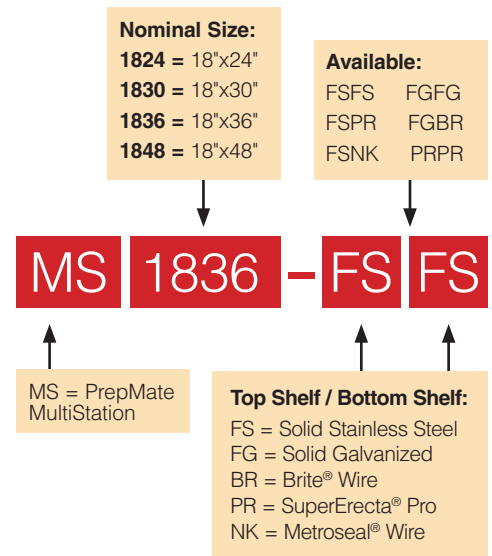 Nominal Size:
1824 = 18"x24"
1830 = 18"x30"
1836 = 18"x36"
1848 = 18"x48"
Available:
FSFS FGFG
FSPR FGBR
FSNK PRPR
MS 1836 – FS FS
MS = PrepMate
MultiStation
Top Shelf / Bottom Shelf:
FS = Solid Stainless Steel
FG = Solid Galvanized
BR = Brite® Wire
PR = SuperErecta® Pro
NK = Metroseal® Wire